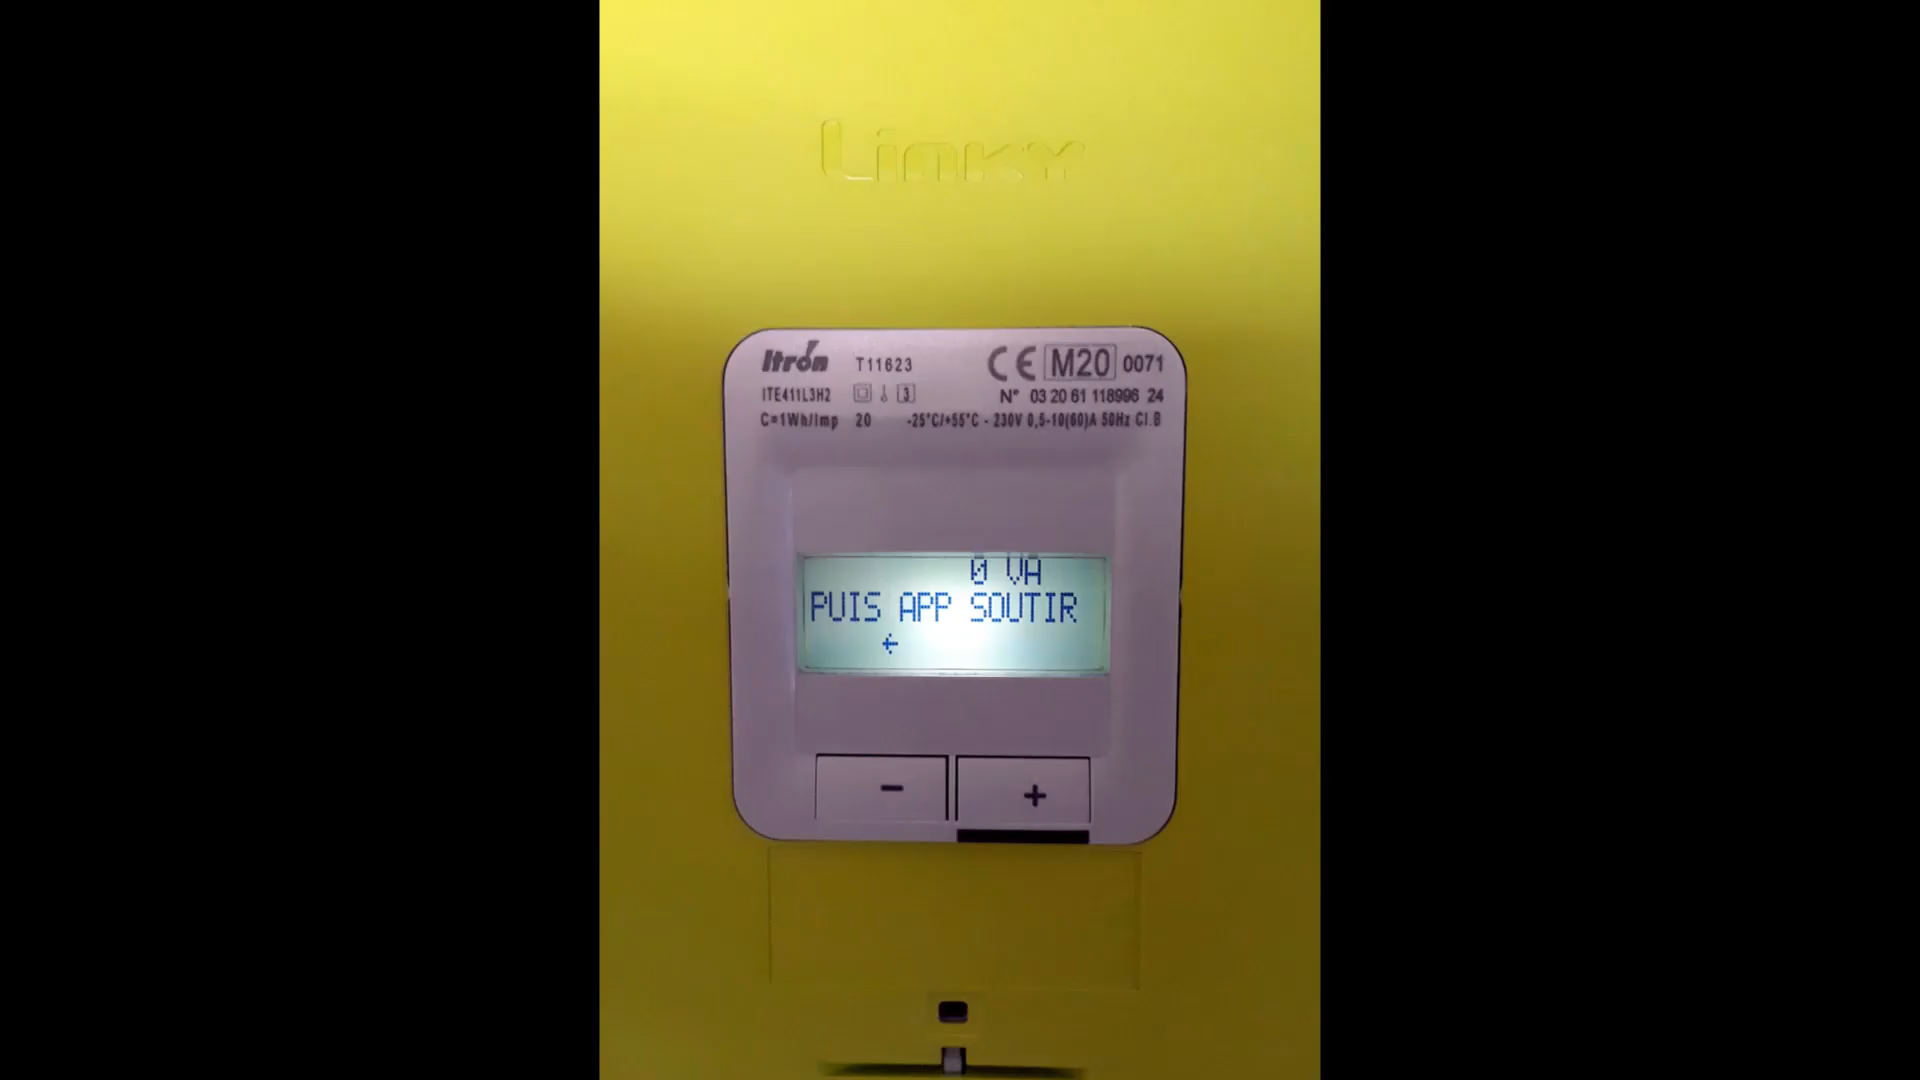 Linky
Itron T11623 CE M20 0071
ITE411L3H2 3 N° 03 20 61 118996 24
C=1Wh/Imp 20 -25°C/+55°C - 230V 0,5-10(60)A 50Hz Cl.B
0 VA
PUIS APP SOUTIR
←
- +